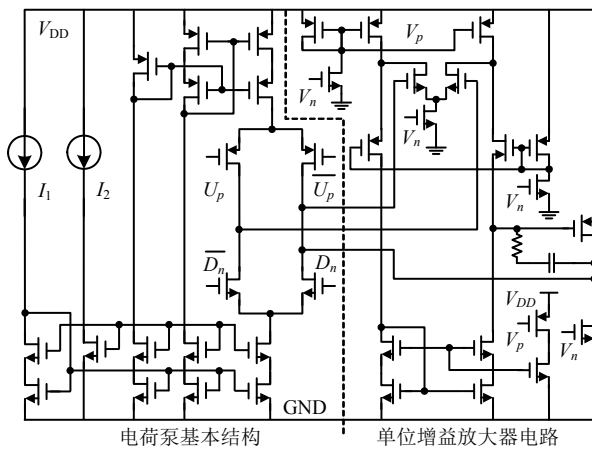 V_DD
V_p
V_n
V_n
I_1
I_2
U_p
\overline{U_p}
V_n
\overline{D_n}
D_n
V_DD
V_p
V_n
GND
电荷泵基本结构
单位增益放大器电路